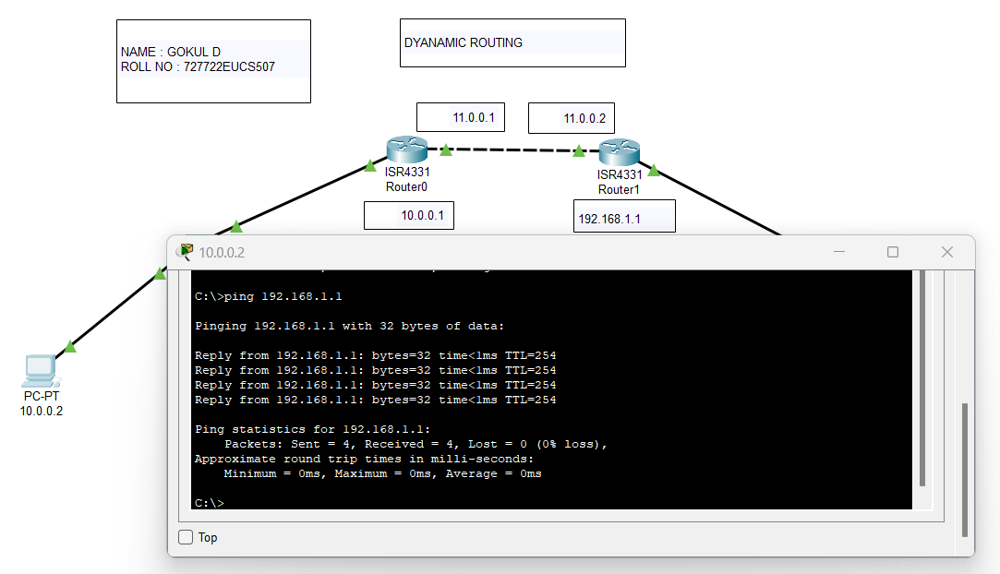 NAME : GOKUL D
ROLL NO : 727722EUCS507
DYANAMIC ROUTING
11.0.0.1
11.0.0.2
ISR4331
Router0
ISR4331
Router1
10.0.0.1
192.168.1.1
10.0.0.2
C:\>ping 192.168.1.1
Pinging 192.168.1.1 with 32 bytes of data:
Reply from 192.168.1.1: bytes=32 time<1ms TTL=254
Reply from 192.168.1.1: bytes=32 time<1ms TTL=254
Reply from 192.168.1.1: bytes=32 time<1ms TTL=254
Reply from 192.168.1.1: bytes=32 time<1ms TTL=254
Ping statistics for 192.168.1.1:
Packets: Sent = 4, Received = 4, Lost = 0 (0% loss),
Approximate round trip times in milli-seconds:
Minimum = 0ms, Maximum = 0ms, Average = 0ms
C:\>
PC-PT
10.0.0.2
Top